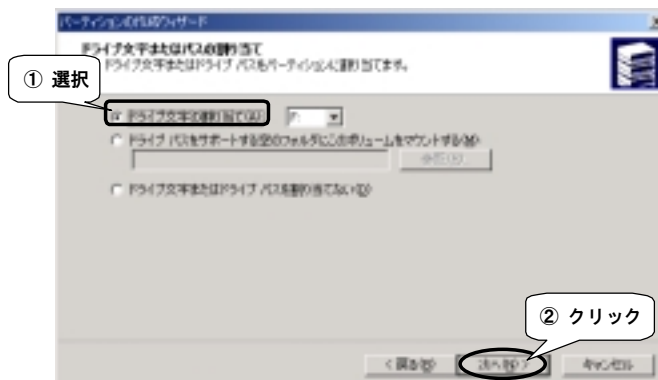 パーティションの作成ウィザード
ドライブ文字またはパスの割り当て
ドライブ文字またはドライブ パスをパーティションに割り当てます。
① 選択
ドライブ文字の割り当て(A):
F:
ドライブ パスをサポートする空のフォルダにこのボリュームをマウントする(M):
参照(R)...
ドライブ文字またはドライブ パスを割り当てない(D)
② クリック
< 戻る(B)
次へ(N) >
キャンセル